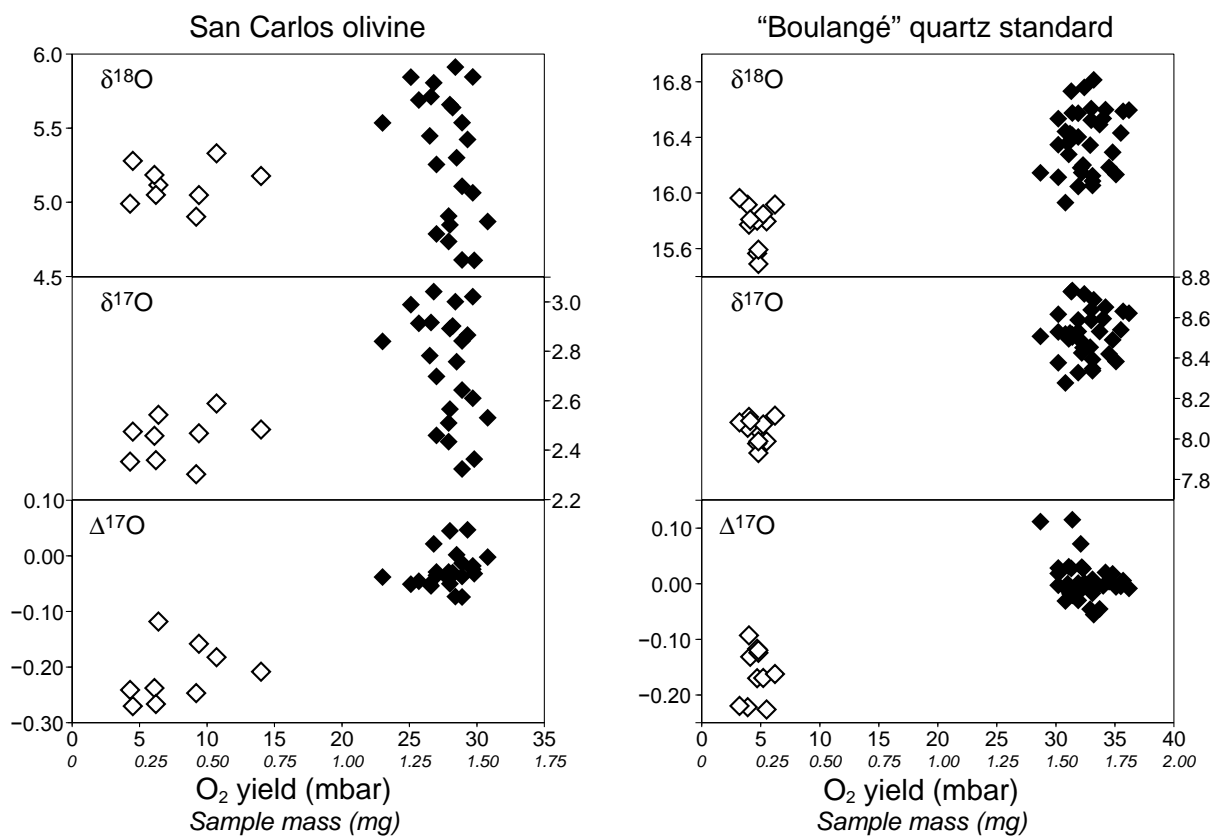 San Carlos olivine
“Boulangé” quartz standard
δ18O
6.0
5.5
5.0
4.5
δ17O
3.0
2.8
2.6
2.4
2.2
Δ17O
0.10
0.00
−0.10
−0.20
−0.30
0 5 10 15 20 25 30 35
0 0.25 0.50 0.75 1.00 1.25 1.50 1.75
O2 yield (mbar)
Sample mass (mg)
δ18O
16.8
16.4
16.0
15.6
δ17O
8.8
8.6
8.4
8.2
8.0
7.8
Δ17O
0.10
0.00
−0.10
−0.20
0 5 10 15 20 25 30 35 40
0 0.25 0.50 0.75 1.00 1.25 1.50 1.75 2.00
O2 yield (mbar)
Sample mass (mg)